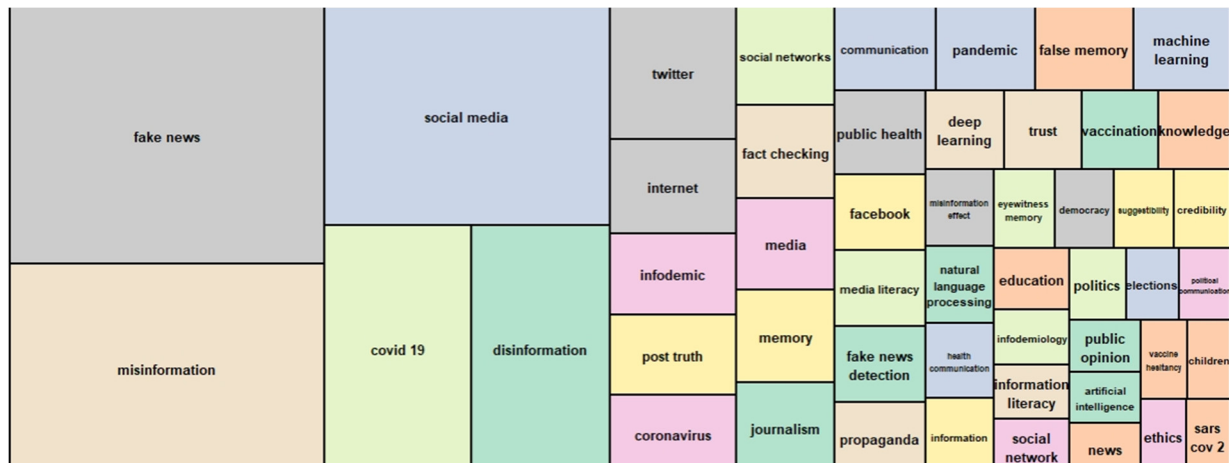 fake news
misinformation
social media
covid 19
disinformation
twitter
internet
infodemic
post truth
coronavirus
social networks
fact checking
media
memory
journalism
communication
pandemic
false memory
machine
learning
public health
deep
learning
trust
vaccination
knowledge
facebook
misinformation
effect
eyewitness
memory
democracy
suggestibility
credibility
media literacy
natural
language
processing
education
politics
elections
political
communication
fake news
detection
health
communication
infodemiology
public
opinion
vaccine
hesitancy
children
information
literacy
artificial
intelligence
propaganda
information
social
network
news
ethics
sars
cov 2